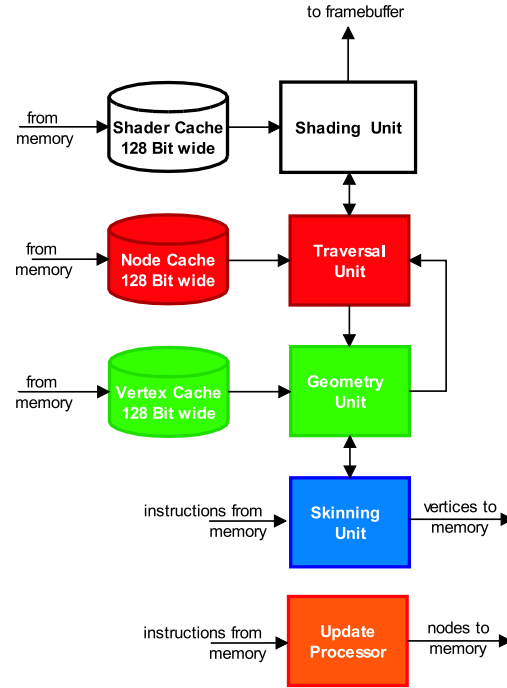 to framebuffer
from
memory
Shader Cache
128 Bit wide
Shading Unit
from
memory
Node Cache
128 Bit wide
Traversal
Unit
from
memory
Vertex Cache
128 Bit wide
Geometry
Unit
instructions from
memory
Skinning
Unit
vertices to
memory
instructions from
memory
Update
Processor
nodes to
memory